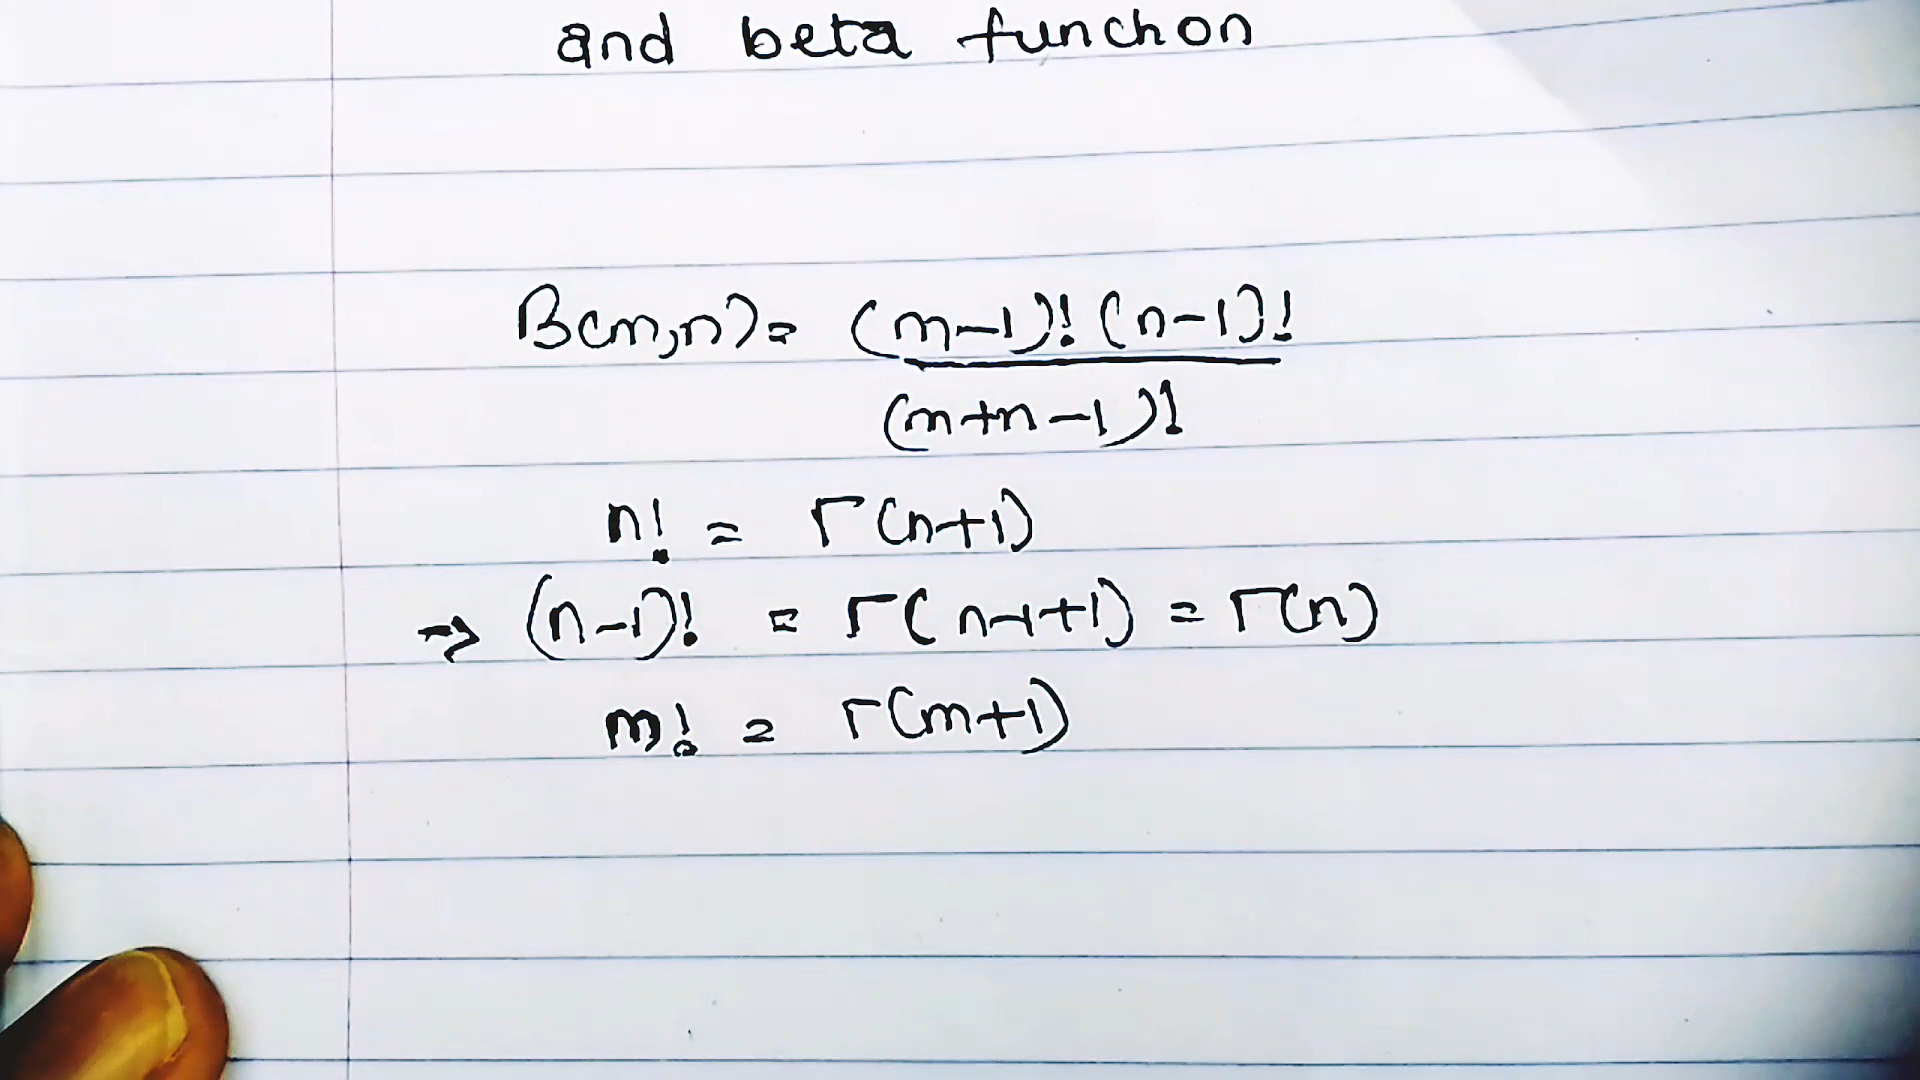 and beta function
B(m,n) = (m-1)! (n-1)!
(m+n-1)!
n! = Γ(n+1)
⇒ (n-1)! = Γ(n-1+1) = Γ(n)
m! = Γ(m+1)